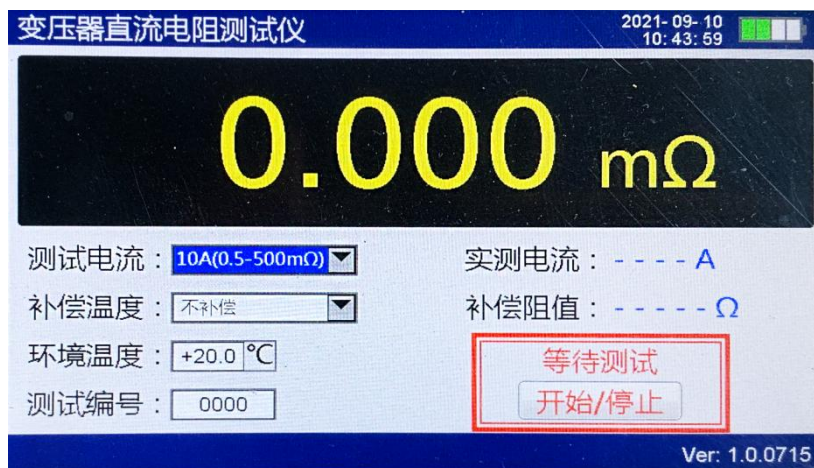 变压器直流电阻测试仪
2021-09-10
10:43:59
0.000 mΩ
测试电流：10A(0.5-500mΩ)
实测电流：----A
补偿温度：不补偿
补偿阻值：-----Ω
环境温度：+20.0 ℃
等待测试
测试编号：0000
开始/停止
Ver: 1.0.0715